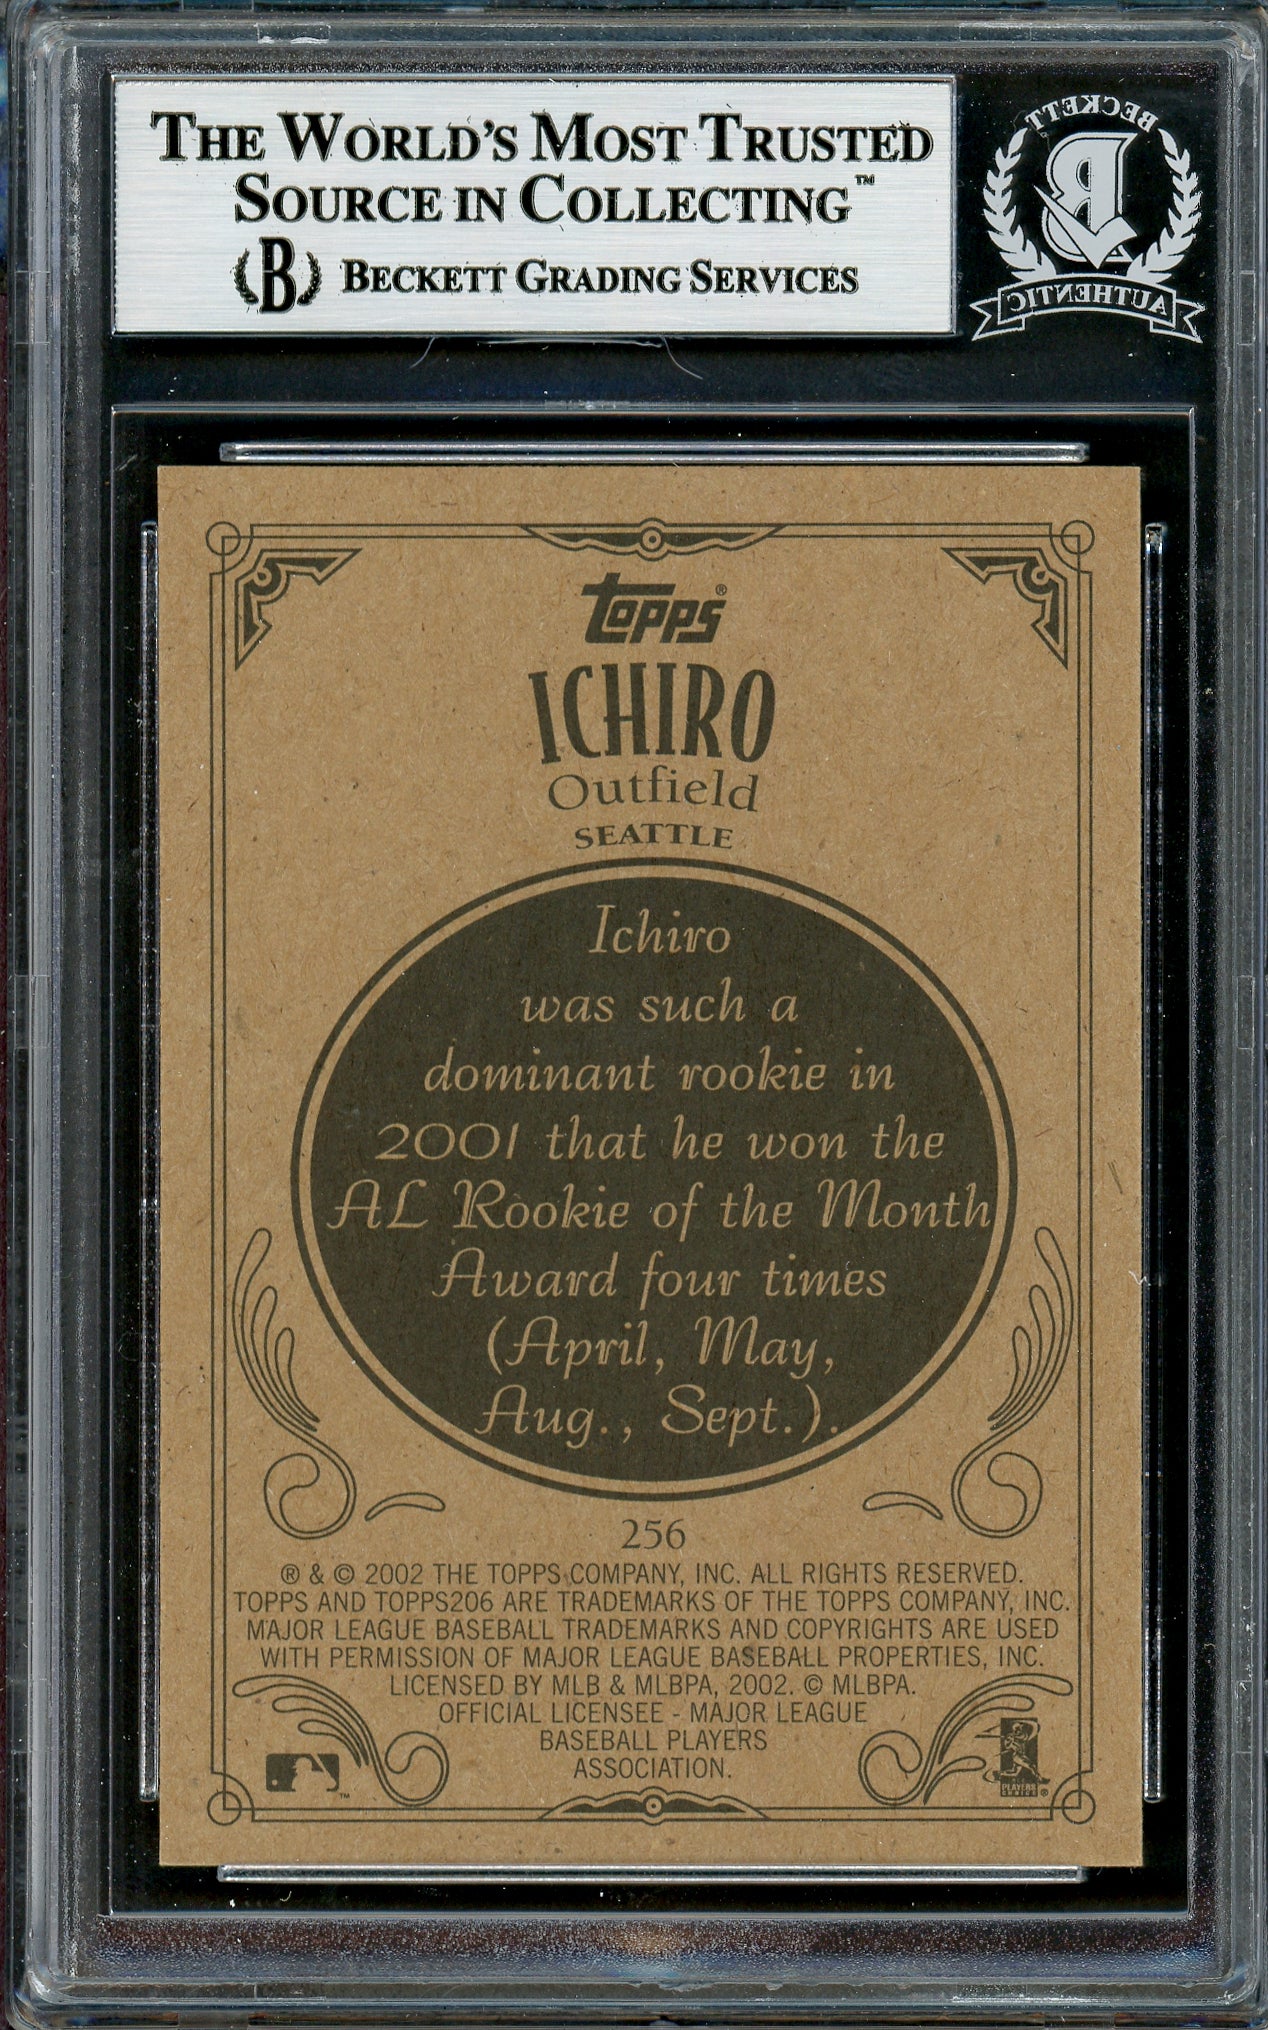 THE WORLD'S MOST TRUSTED
SOURCE IN COLLECTING™
B BECKETT GRADING SERVICES
BECKETT
B
AUTHENTIC
topps®
ICHIRO
Outfield
SEATTLE
Ichiro
was such a
dominant rookie in
2001 that he won the
AL Rookie of the Month
Award four times
(April, May,
Aug., Sept.).
256
® & © 2002 THE TOPPS COMPANY, INC. ALL RIGHTS RESERVED.
TOPPS AND TOPPS206 ARE TRADEMARKS OF THE TOPPS COMPANY, INC.
MAJOR LEAGUE BASEBALL TRADEMARKS AND COPYRIGHTS ARE USED
WITH PERMISSION OF MAJOR LEAGUE BASEBALL PROPERTIES, INC.
LICENSED BY MLB & MLBPA, 2002. © MLBPA.
OFFICIAL LICENSEE - MAJOR LEAGUE
BASEBALL PLAYERS
ASSOCIATION.
™
PLAYERS
CHOICE ®